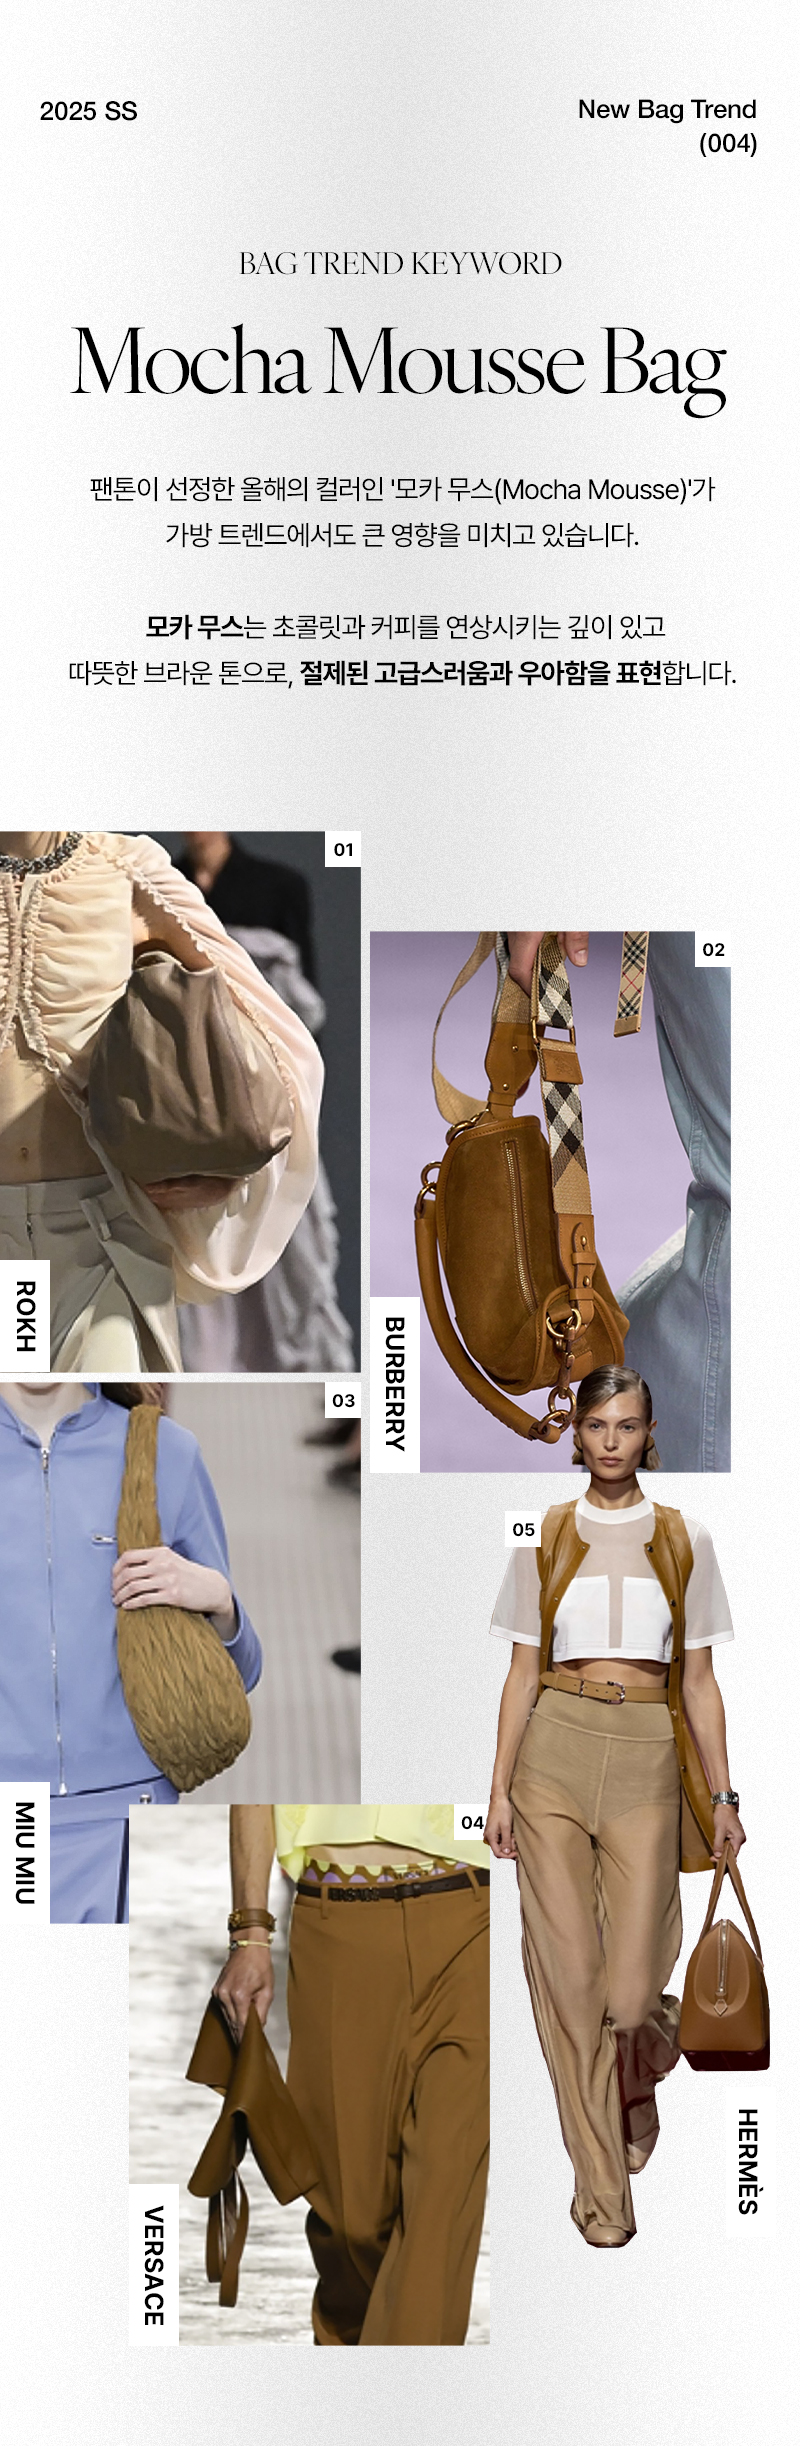 2025 SS
New Bag Trend
(004)
BAG TREND KEYWORD
Mocha Mousse Bag
팬톤이 선정한 올해의 컬러인 '모카 무스(Mocha Mousse)'가
가방 트렌드에서도 큰 영향을 미치고 있습니다.
모카 무스는 초콜릿과 커피를 연상시키는 깊이 있고
따뜻한 브라운 톤으로, 절제된 고급스러움과 우아함을 표현합니다.
01
ROKH
02
BURBERRY
03
MIU MIU
04
VERSACE
VERSACE
05
HERMÈS